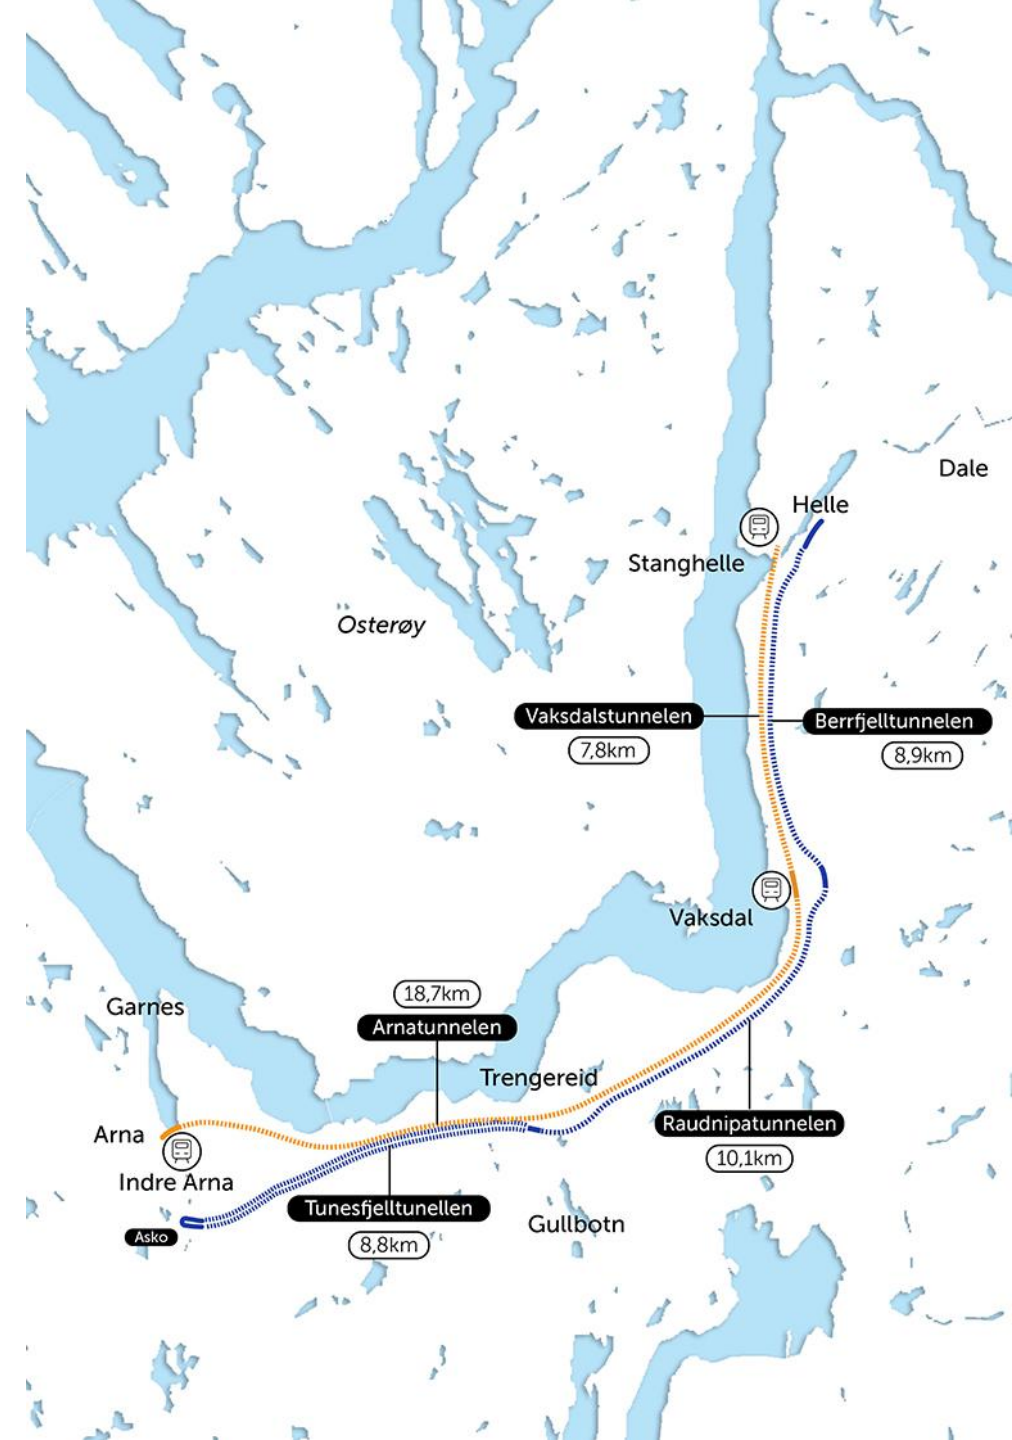 Dale
Helle
Stanghelle
Österøy
Vaksdalstunnelen
7,8km
Berrfjelltunnelen
8,9km
Vaksdal
18,7km
Arnatunnelen
Garnes
Trengereid
Arna
Raudnipatunnelen
10,1km
Indre Arna
Tunesfjelltunellen
8,8km
Gullbotn
Asko